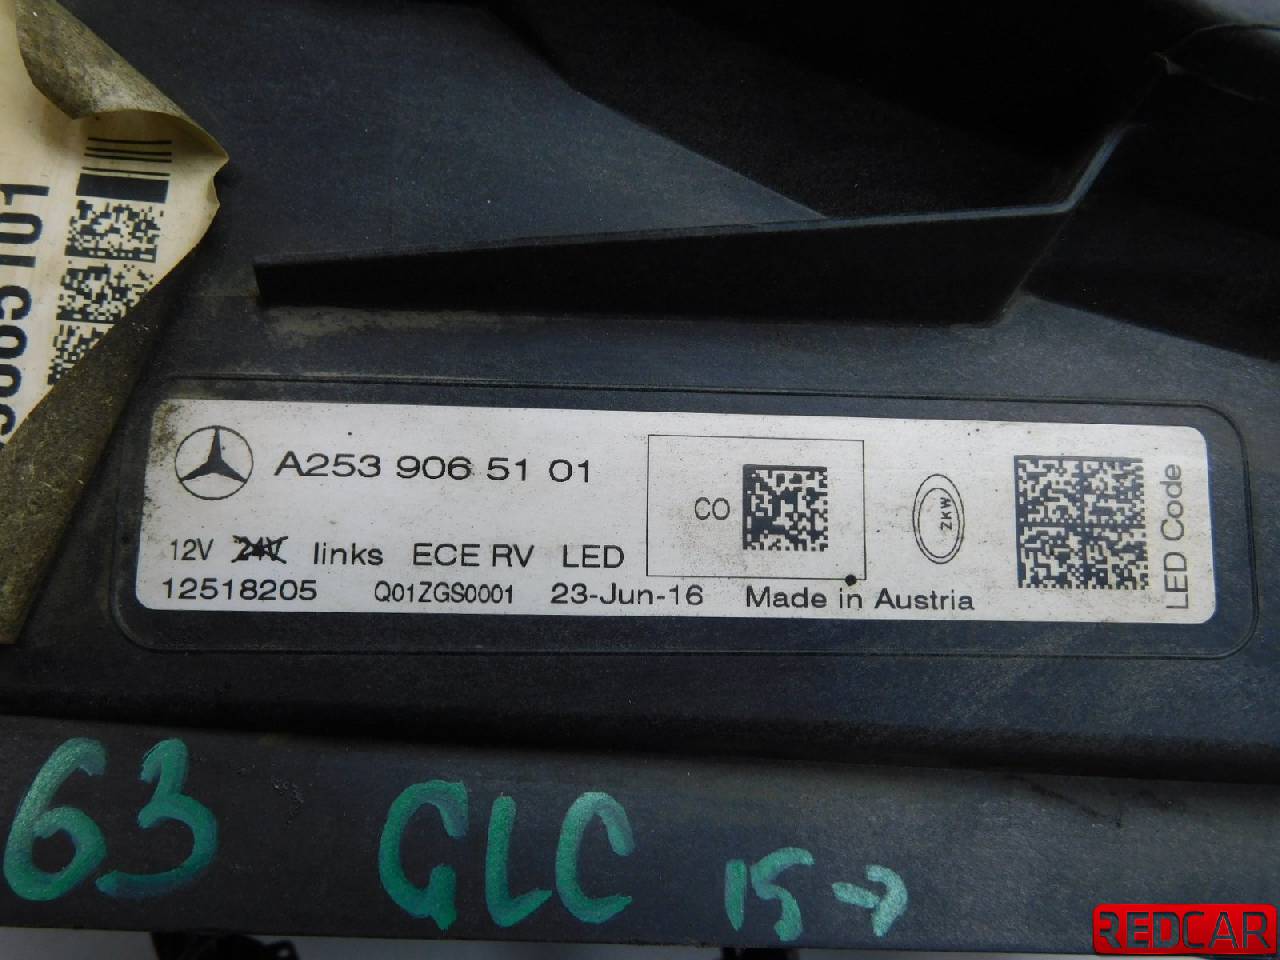 A253 906 51 01
CO
ZKW
LED Code
12V 24V links ECE RV LED
12518205 Q01ZGS0001 23-Jun-16 Made in Austria
63 GLC 15→
REDCAR